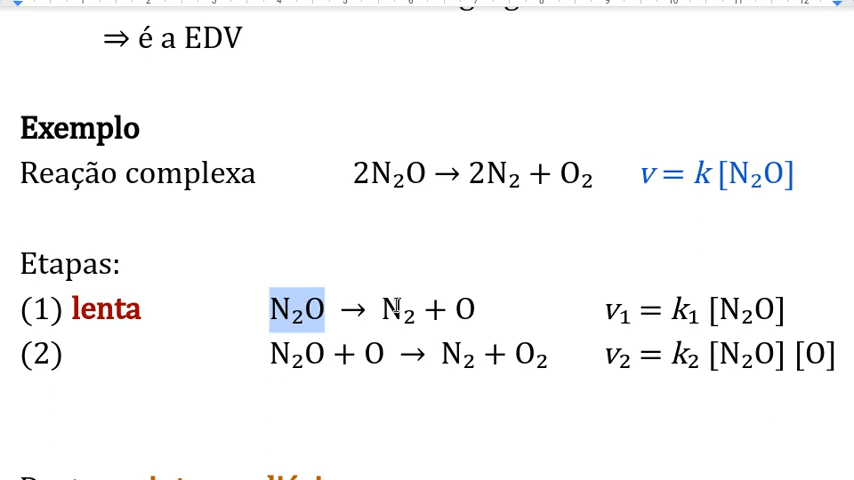 ⇒ é a EDV
Exemplo
Reação complexa 2N₂O → 2N₂ + O₂ v = k [N₂O]
Etapas:
(1) lenta N₂O → N₂ + O v₁ = k₁ [N₂O]
(2) N₂O + O → N₂ + O₂ v₂ = k₂ [N₂O] [O]